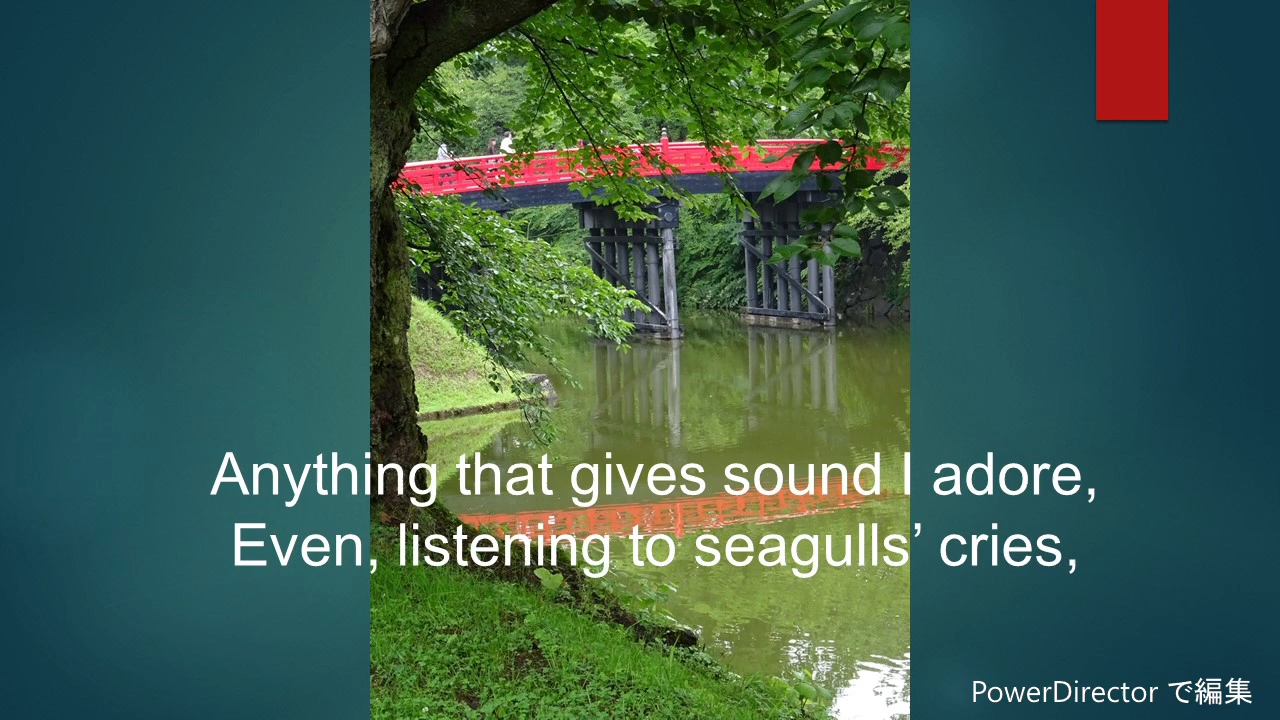 Anything that gives sound I adore,
Even, listening to seagulls’ cries,
PowerDirector で編集